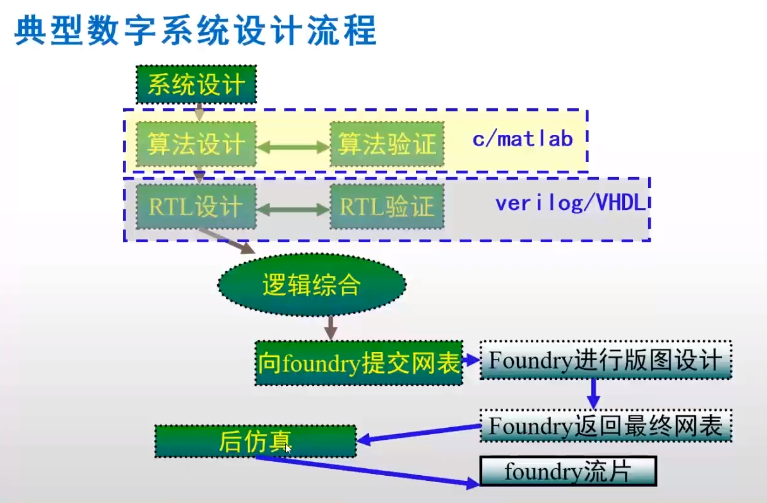 典型数字系统设计流程
系统设计
算法设计
算法验证
c/matlab
RTL设计
RTL验证
verilog/VHDL
逻辑综合
向foundry提交网表
Foundry进行版图设计
Foundry返回最终网表
后仿真
foundry流片